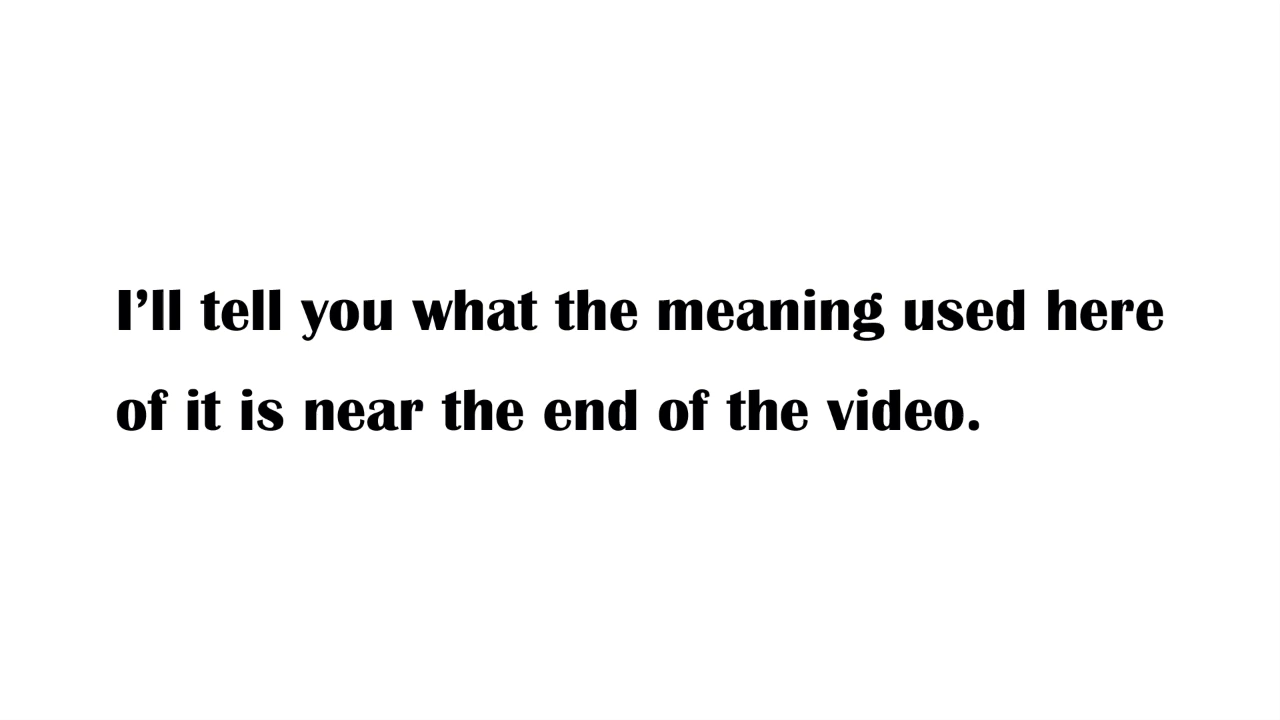 I’ll tell you what the meaning used here
of it is near the end of the video.